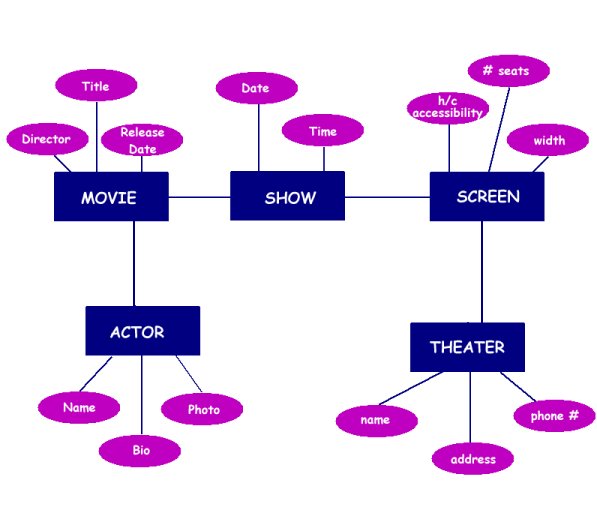 # seats
Title
Date
h/c
accessibility
Time
Director
Release
Date
width
MOVIE
SHOW
SCREEN
ACTOR
THEATER
Name
Photo
name
phone #
Bio
address